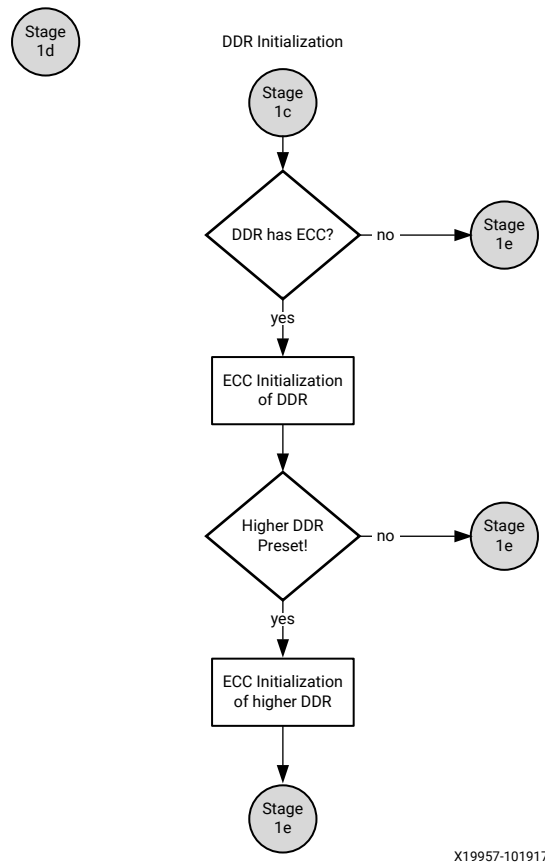 Stage
1d
DDR Initialization
Stage
1c
DDR has ECC?
no
Stage
1e
yes
ECC Initialization
of DDR
Higher DDR
Preset!
no
Stage
1e
yes
ECC Initialization
of higher DDR
Stage
1e
X19957-101917